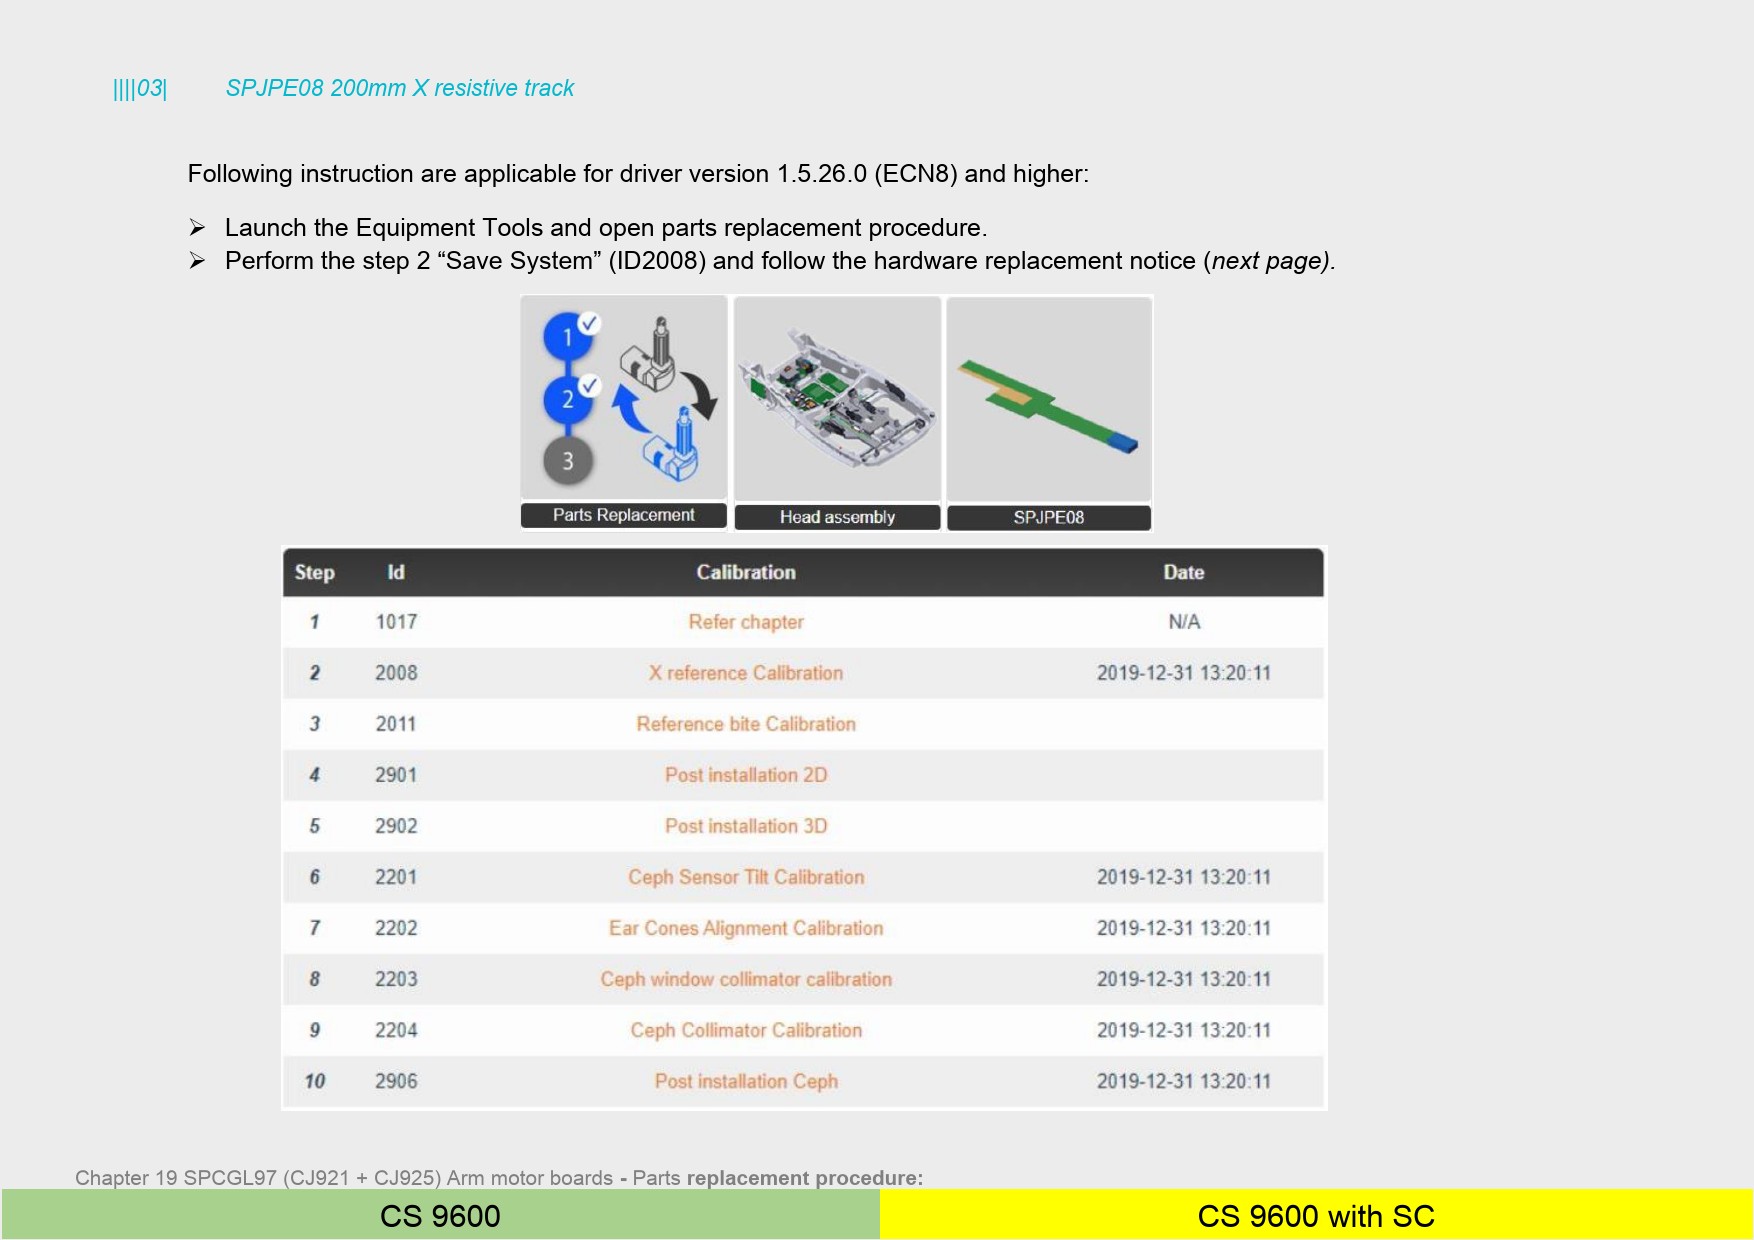 ||||03| SPJPE08 200mm X resistive track
Following instruction are applicable for driver version 1.5.26.0 (ECN8) and higher:
➢ Launch the Equipment Tools and open parts replacement procedure.
➢ Perform the step 2 “Save System” (ID2008) and follow the hardware replacement notice (next page).
1
2
3
Parts Replacement Head assembly SPJPE08
Step Id Calibration Date
1 1017 Refer chapter N/A
2 2008 X reference Calibration 2019-12-31 13:20:11
3 2011 Reference bite Calibration
4 2901 Post installation 2D
5 2902 Post installation 3D
6 2201 Ceph Sensor Tilt Calibration 2019-12-31 13:20:11
7 2202 Ear Cones Alignment Calibration 2019-12-31 13:20:11
8 2203 Ceph window collimator calibration 2019-12-31 13:20:11
9 2204 Ceph Collimator Calibration 2019-12-31 13:20:11
10 2906 Post installation Ceph 2019-12-31 13:20:11
Chapter 19 SPCGL97 (CJ921 + CJ925) Arm motor boards - Parts replacement procedure:
CS 9600 CS 9600 with SC